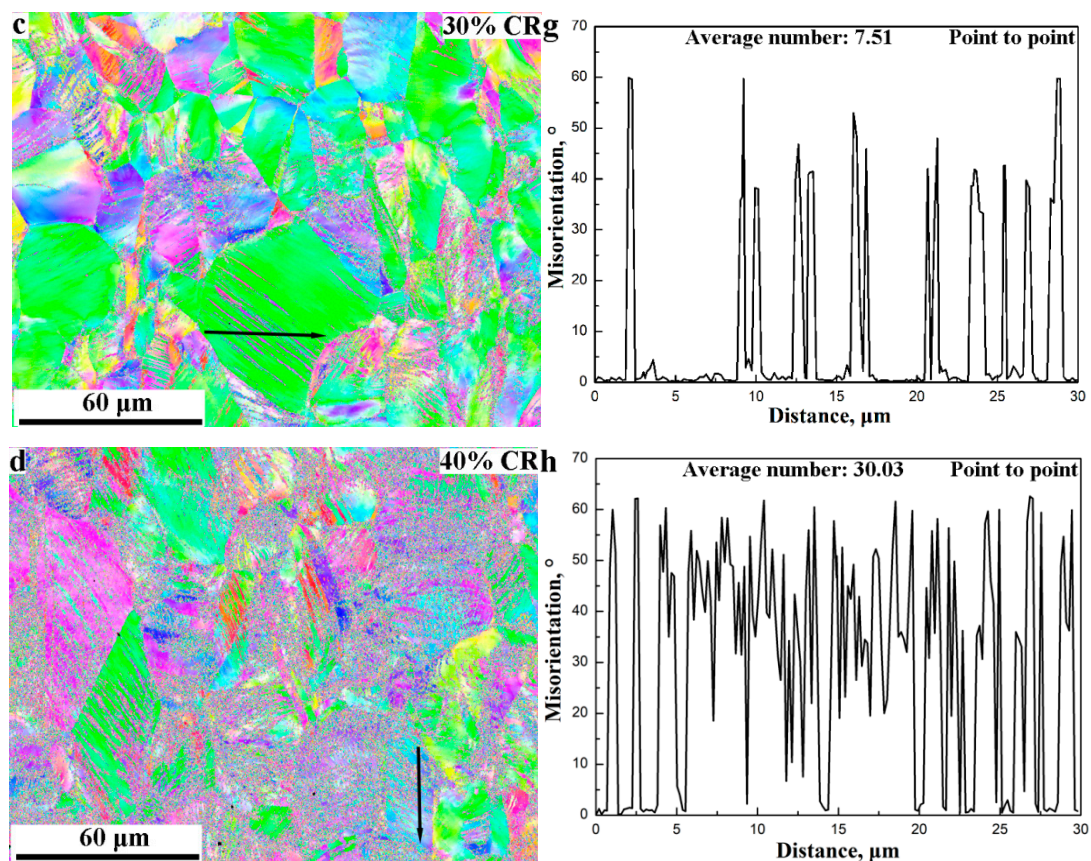 c
30% CR
60 µm
g
Average number: 7.51 Point to point
70
60
50
40
30
20
10
0
Misorientation, °
0 5 10 15 20 25 30
Distance, µm
d
40% CR
60 µm
h
Average number: 30.03 Point to point
70
60
50
40
30
20
10
0
Misorientation, °
0 5 10 15 20 25 30
Distance, µm